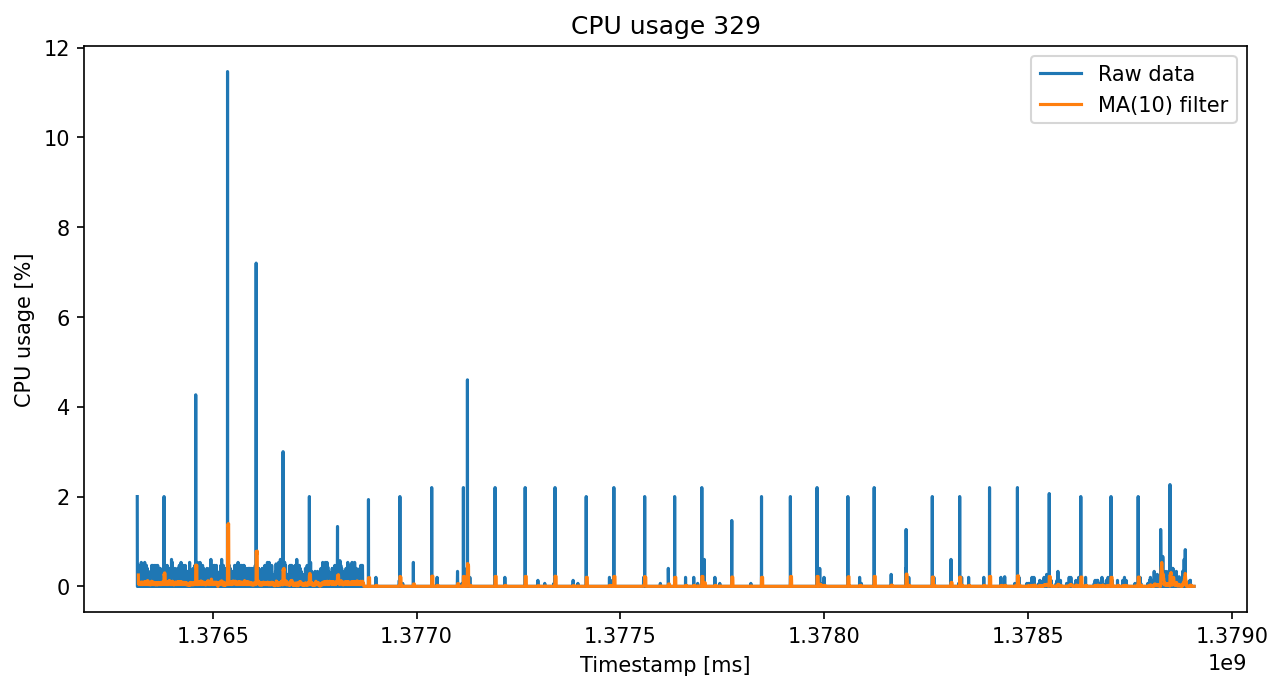 CPU usage 329
Raw data
MA(10) filter
CPU usage [%]
12
10
8
6
4
2
0
1.3765 1.3770 1.3775 1.3780 1.3785 1.3790
1e9
Timestamp [ms]